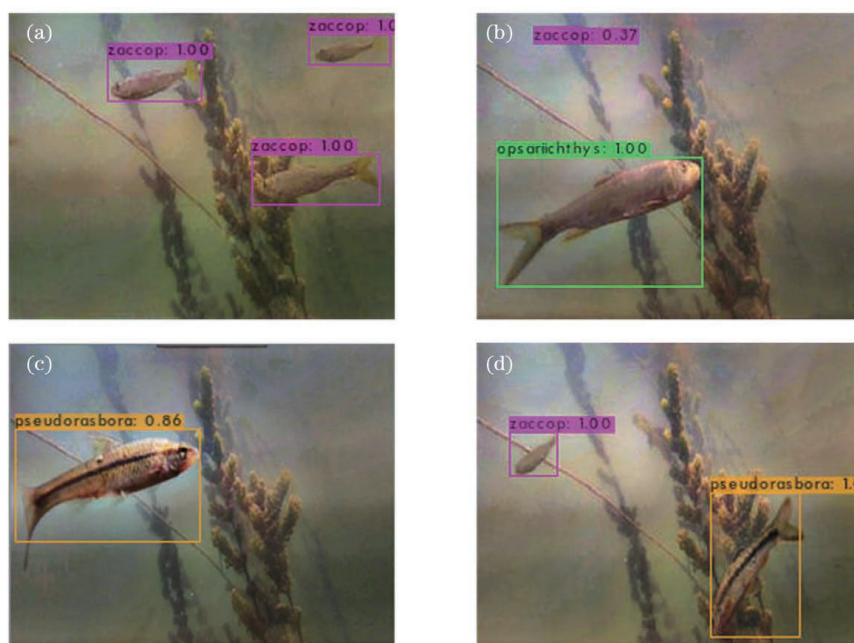 (a)
zaccop: 1.00
zaccop: 1.0
zaccop: 1.00
(b)
zaccop: 0.37
opsariichthys: 1.00
(c)
pseudorasbora: 0.86
(d)
zaccop: 1.00
pseudorasbora: 1.0